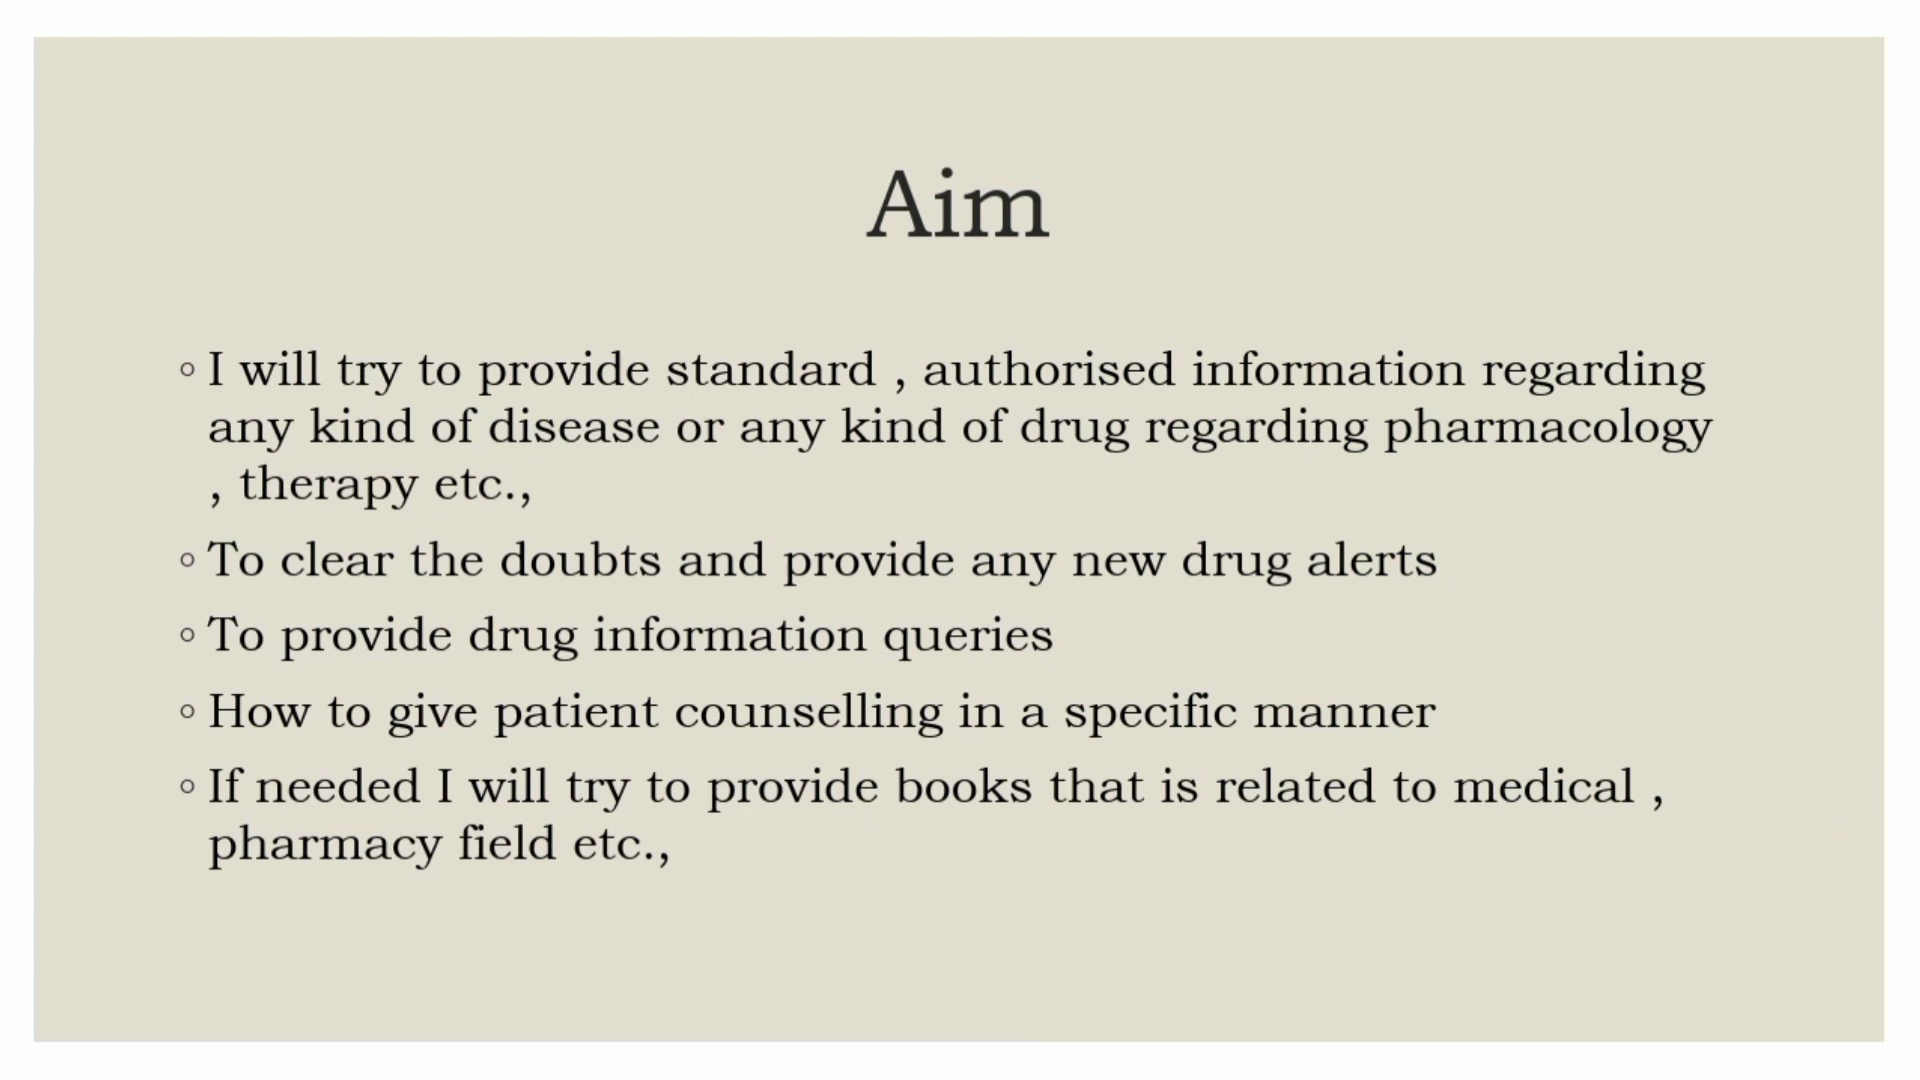 Aim
◦ I will try to provide standard , authorised information regarding
any kind of disease or any kind of drug regarding pharmacology
, therapy etc.,
◦ To clear the doubts and provide any new drug alerts
◦ To provide drug information queries
◦ How to give patient counselling in a specific manner
◦ If needed I will try to provide books that is related to medical ,
pharmacy field etc.,